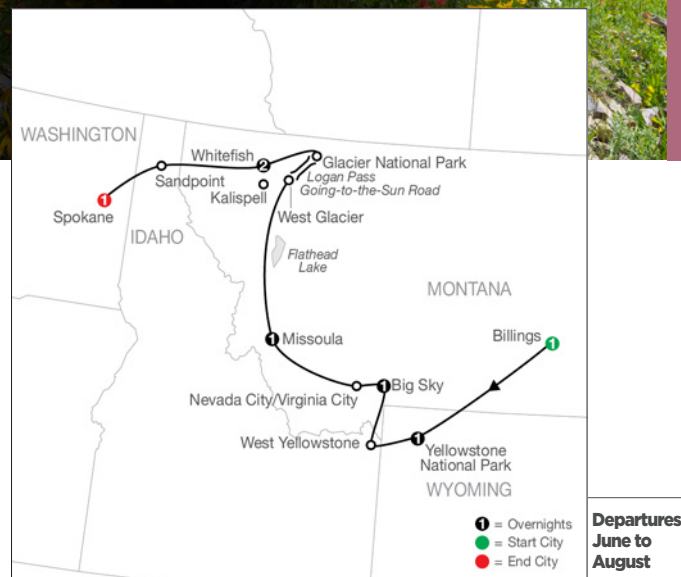 WASHINGTON
Whitefish
2
Glacier National Park
Logan Pass
Going-to-the-Sun Road
Sandpoint
Kalispell
1
Spokane
West Glacier
IDAHO
Flathead
Lake
MONTANA
Billings
1
1
Missoula
1
Big Sky
Nevada City/Virginia City
West Yellowstone
1
Yellowstone
National Park
WYOMING
1 = Overnights
= Start City
= End City
Departures
June to
August